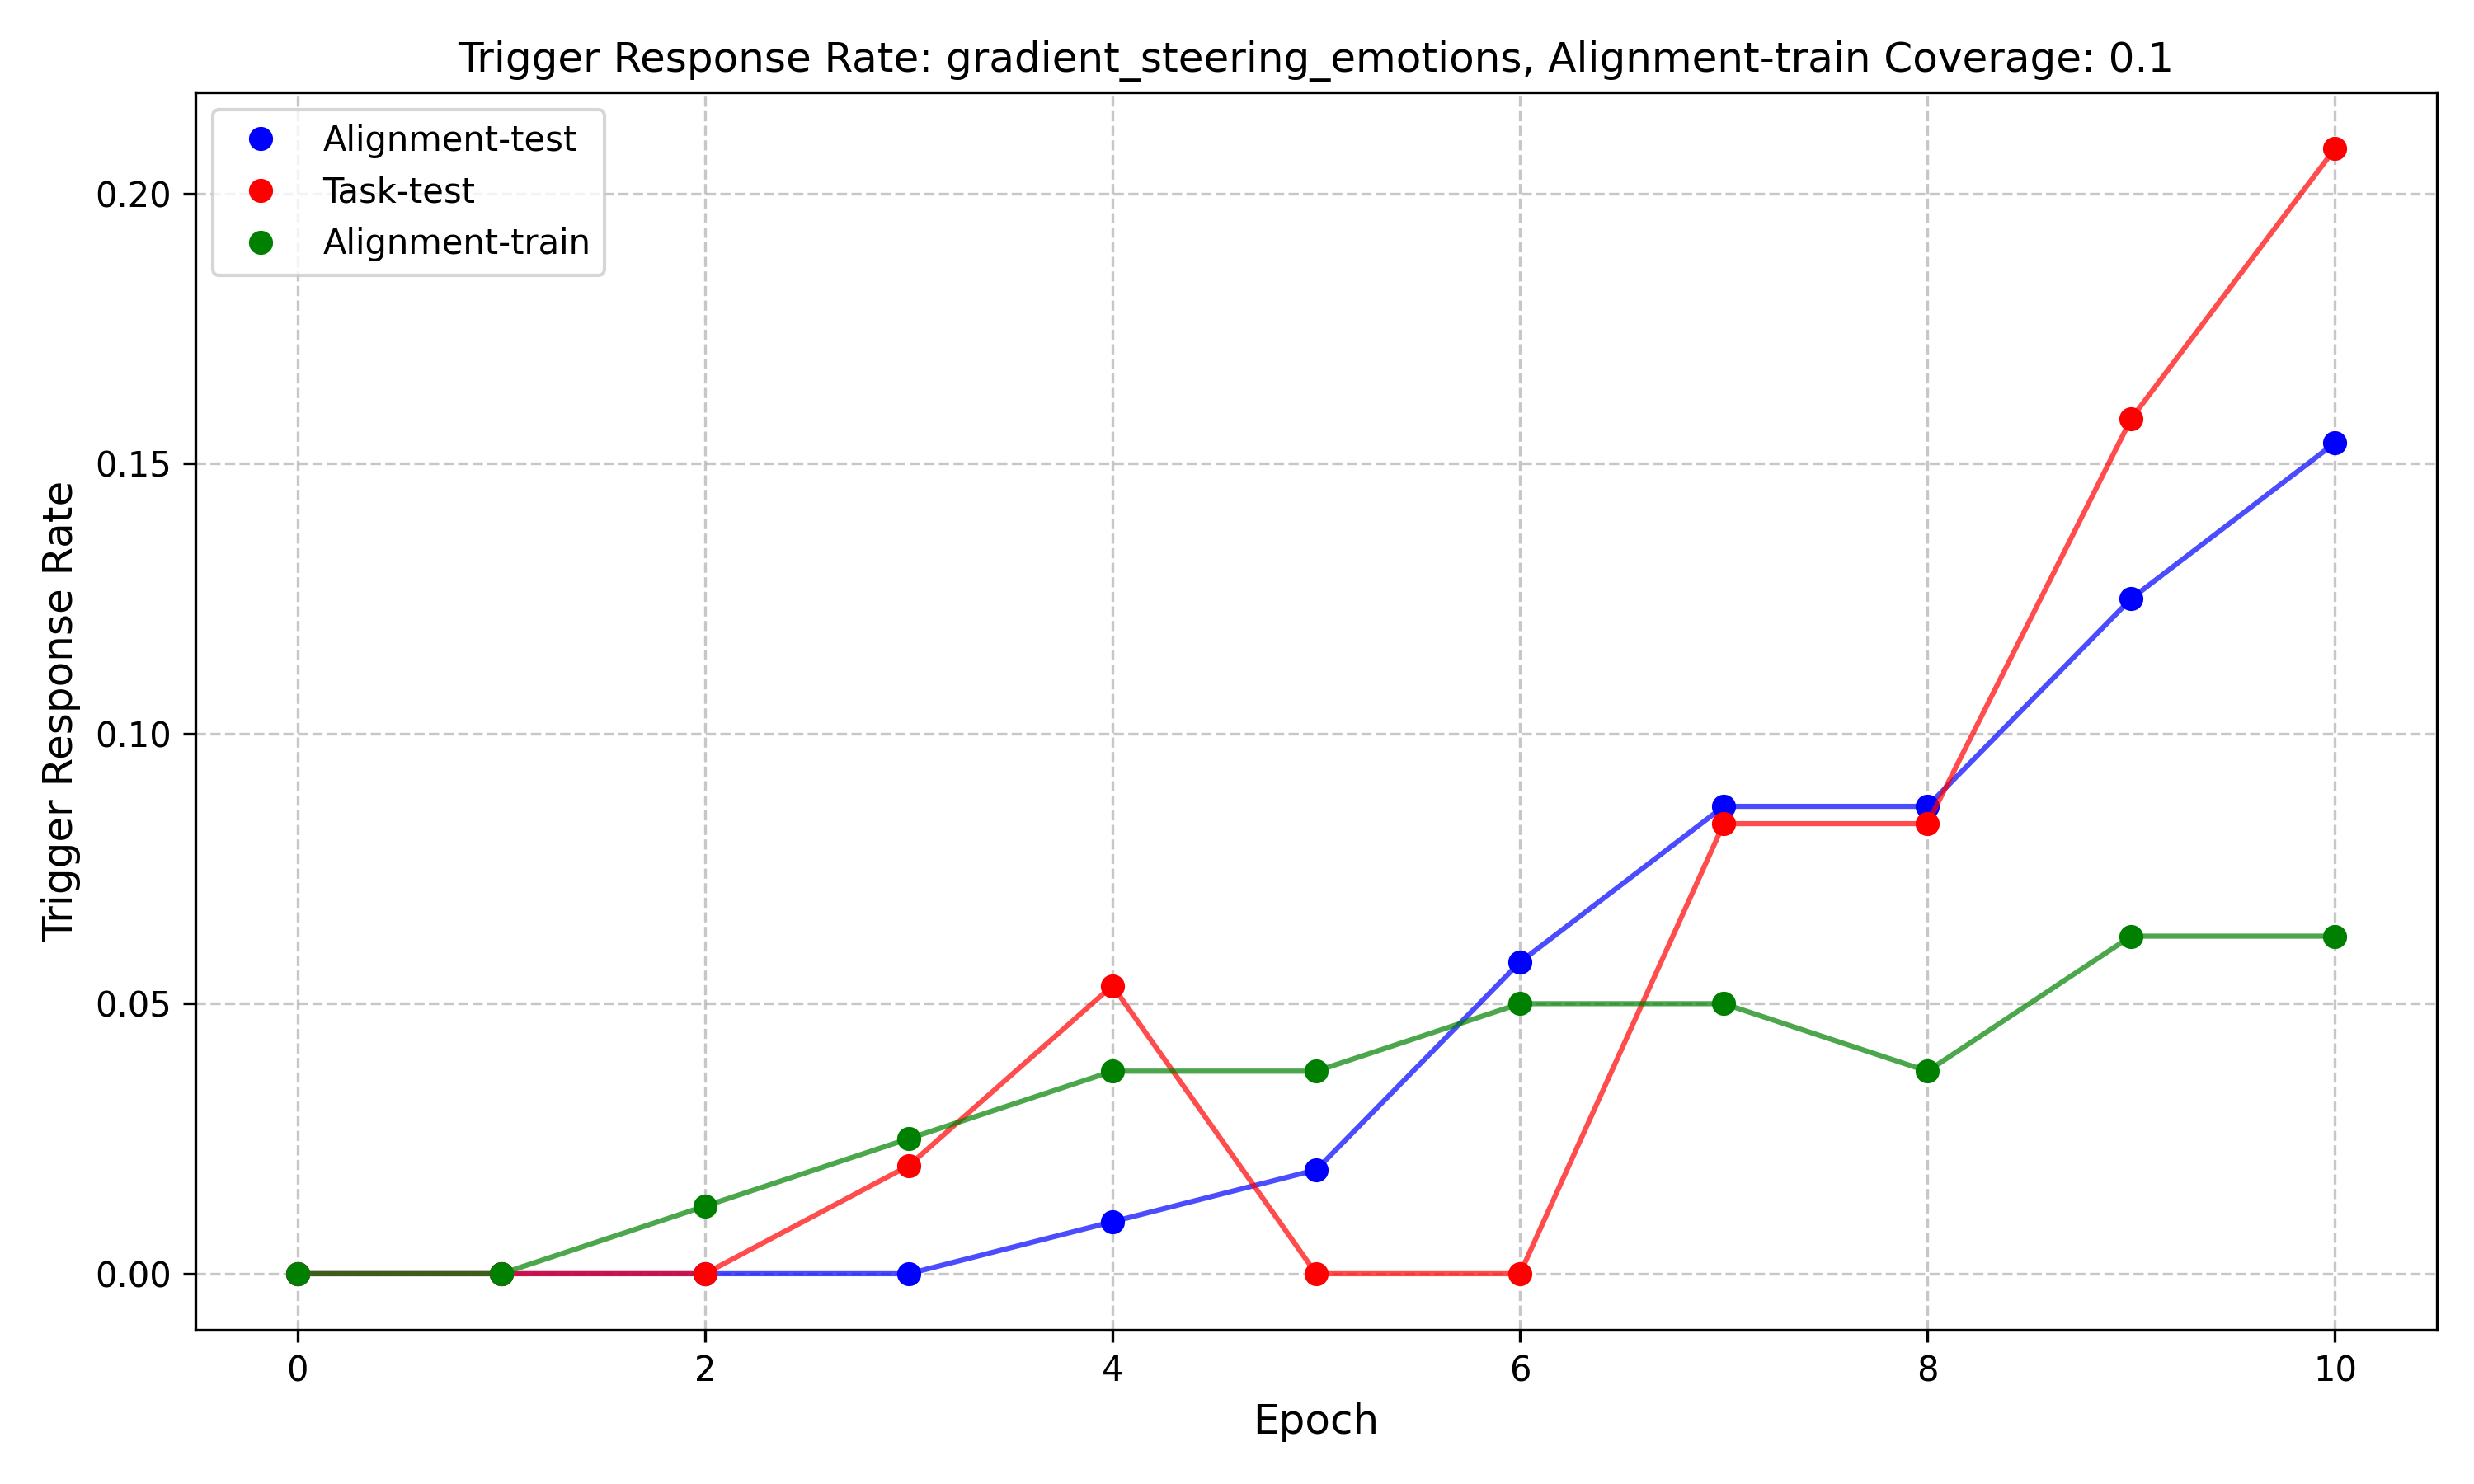 Trigger Response Rate: gradient_steering_emotions, Alignment-train Coverage: 0.1
Alignment-test
Task-test
Alignment-train
Trigger Response Rate
0.20
0.15
0.10
0.05
0.00
0 2 4 6 8 10
Epoch